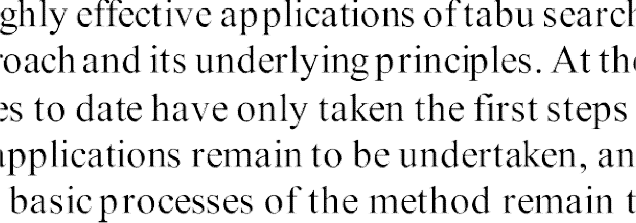 ghly effective applications of tabu search
roach and its underlying principles. At the
es to date have only taken the first steps
applications remain to be undertaken, an
basic processes of the method remain t